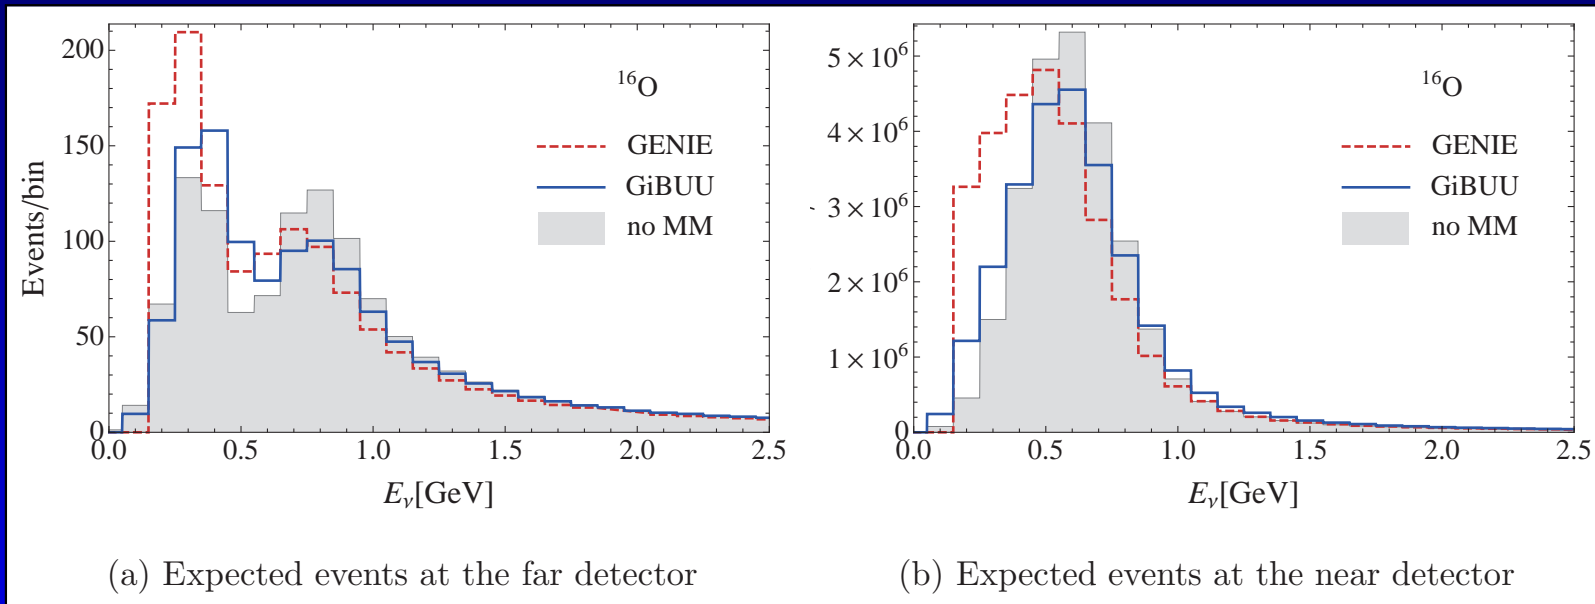 200
150
100
50
0
Events/bin
¹⁶O
GENIE
GiBUU
no MM
0.0 0.5 1.0 1.5 2.0 2.5
Eᵥ[GeV]
(a) Expected events at the far detector
5×10⁶
4×10⁶
3×10⁶
2×10⁶
1×10⁶
0
¹⁶O
GENIE
GiBUU
no MM
0.0 0.5 1.0 1.5 2.0 2.5
Eᵥ[GeV]
(b) Expected events at the near detector